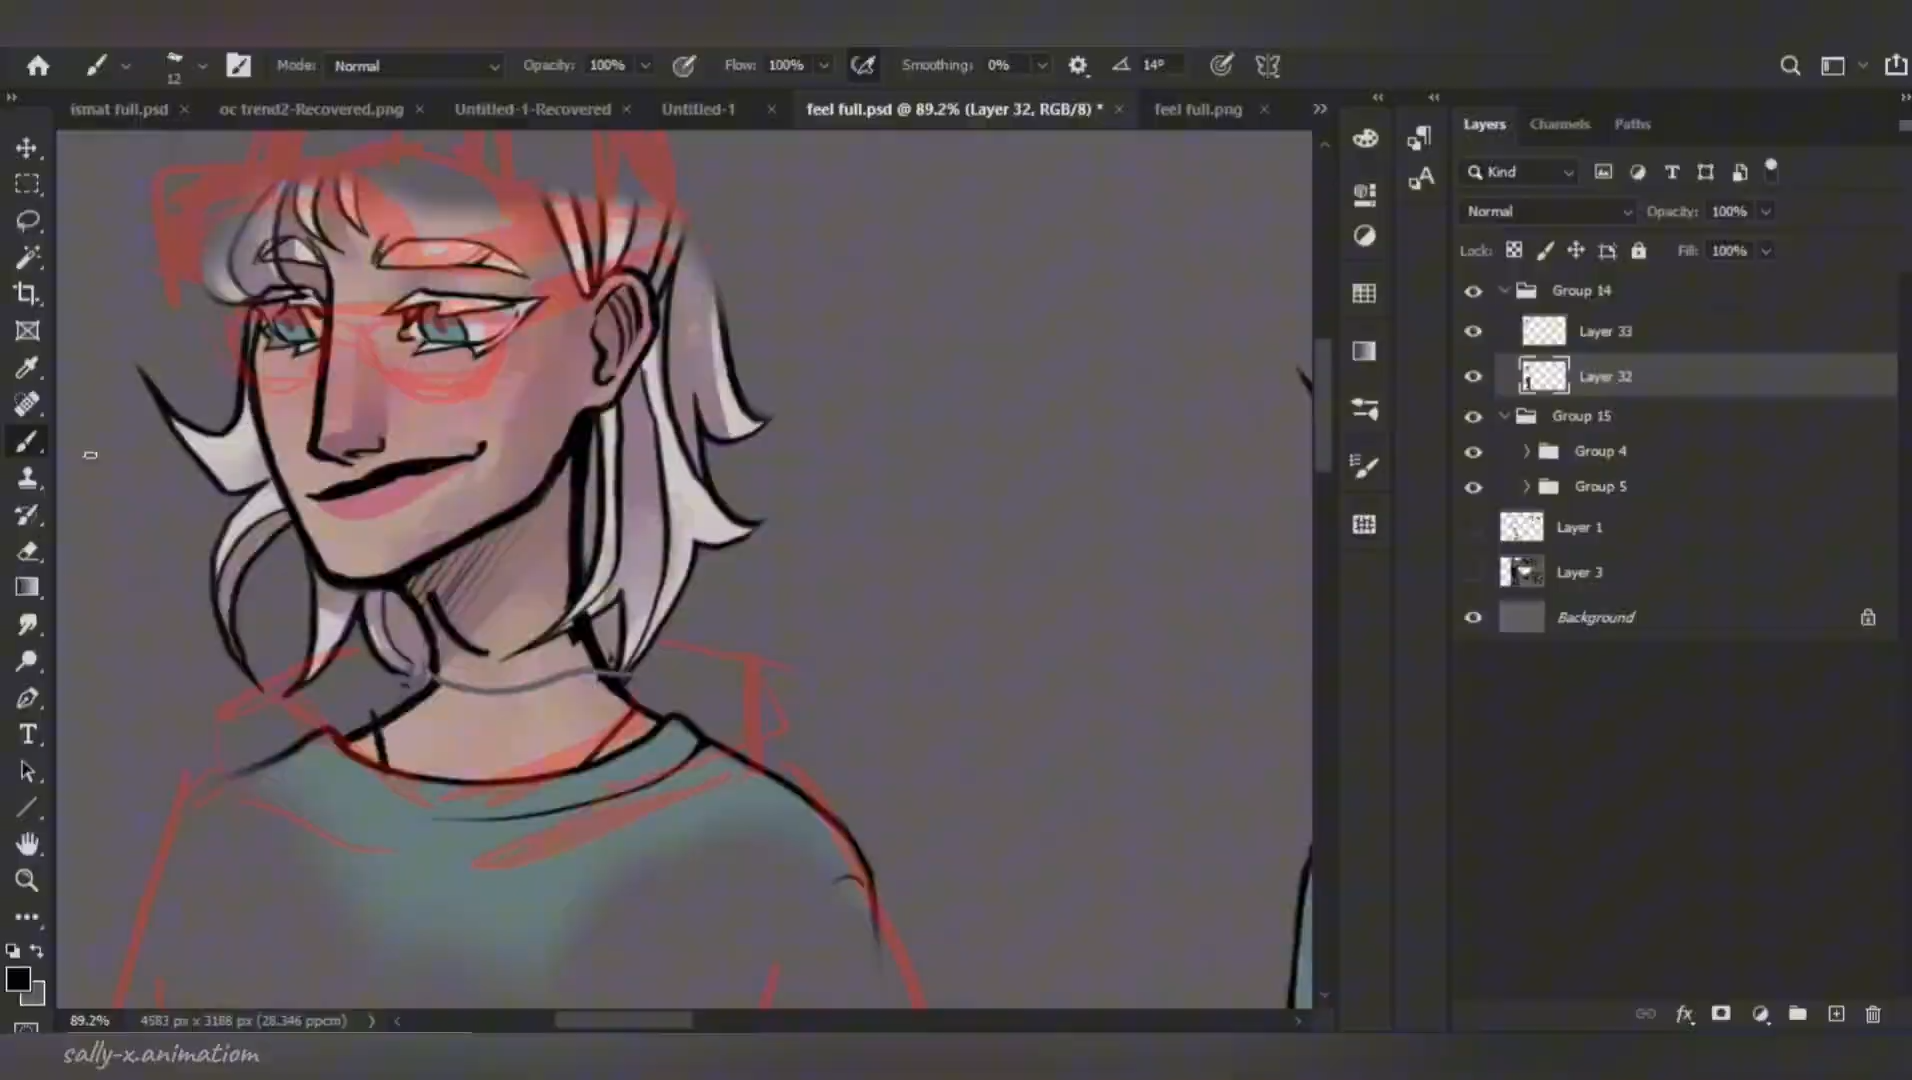 12 Mode: Normal Opacity: 100% Flow: 100% Smoothing: 0% 14°
ismat full.psd × oc trend2-Recovered.png × Untitled-1-Recovered × Untitled-1 × feel full.psd @ 89.2% (Layer 32, RGB/8) * × feel full.png ×
Layers Channels Paths
Kind
Normal Opacity: 100%
Lock: Fill: 100%
Group 14
Layer 33
Layer 32
Group 15
Group 4
Group 5
Layer 1
Layer 3
Background
89.2% 4583 px x 3188 px (28.346 ppcm)
sally-x.animatiom